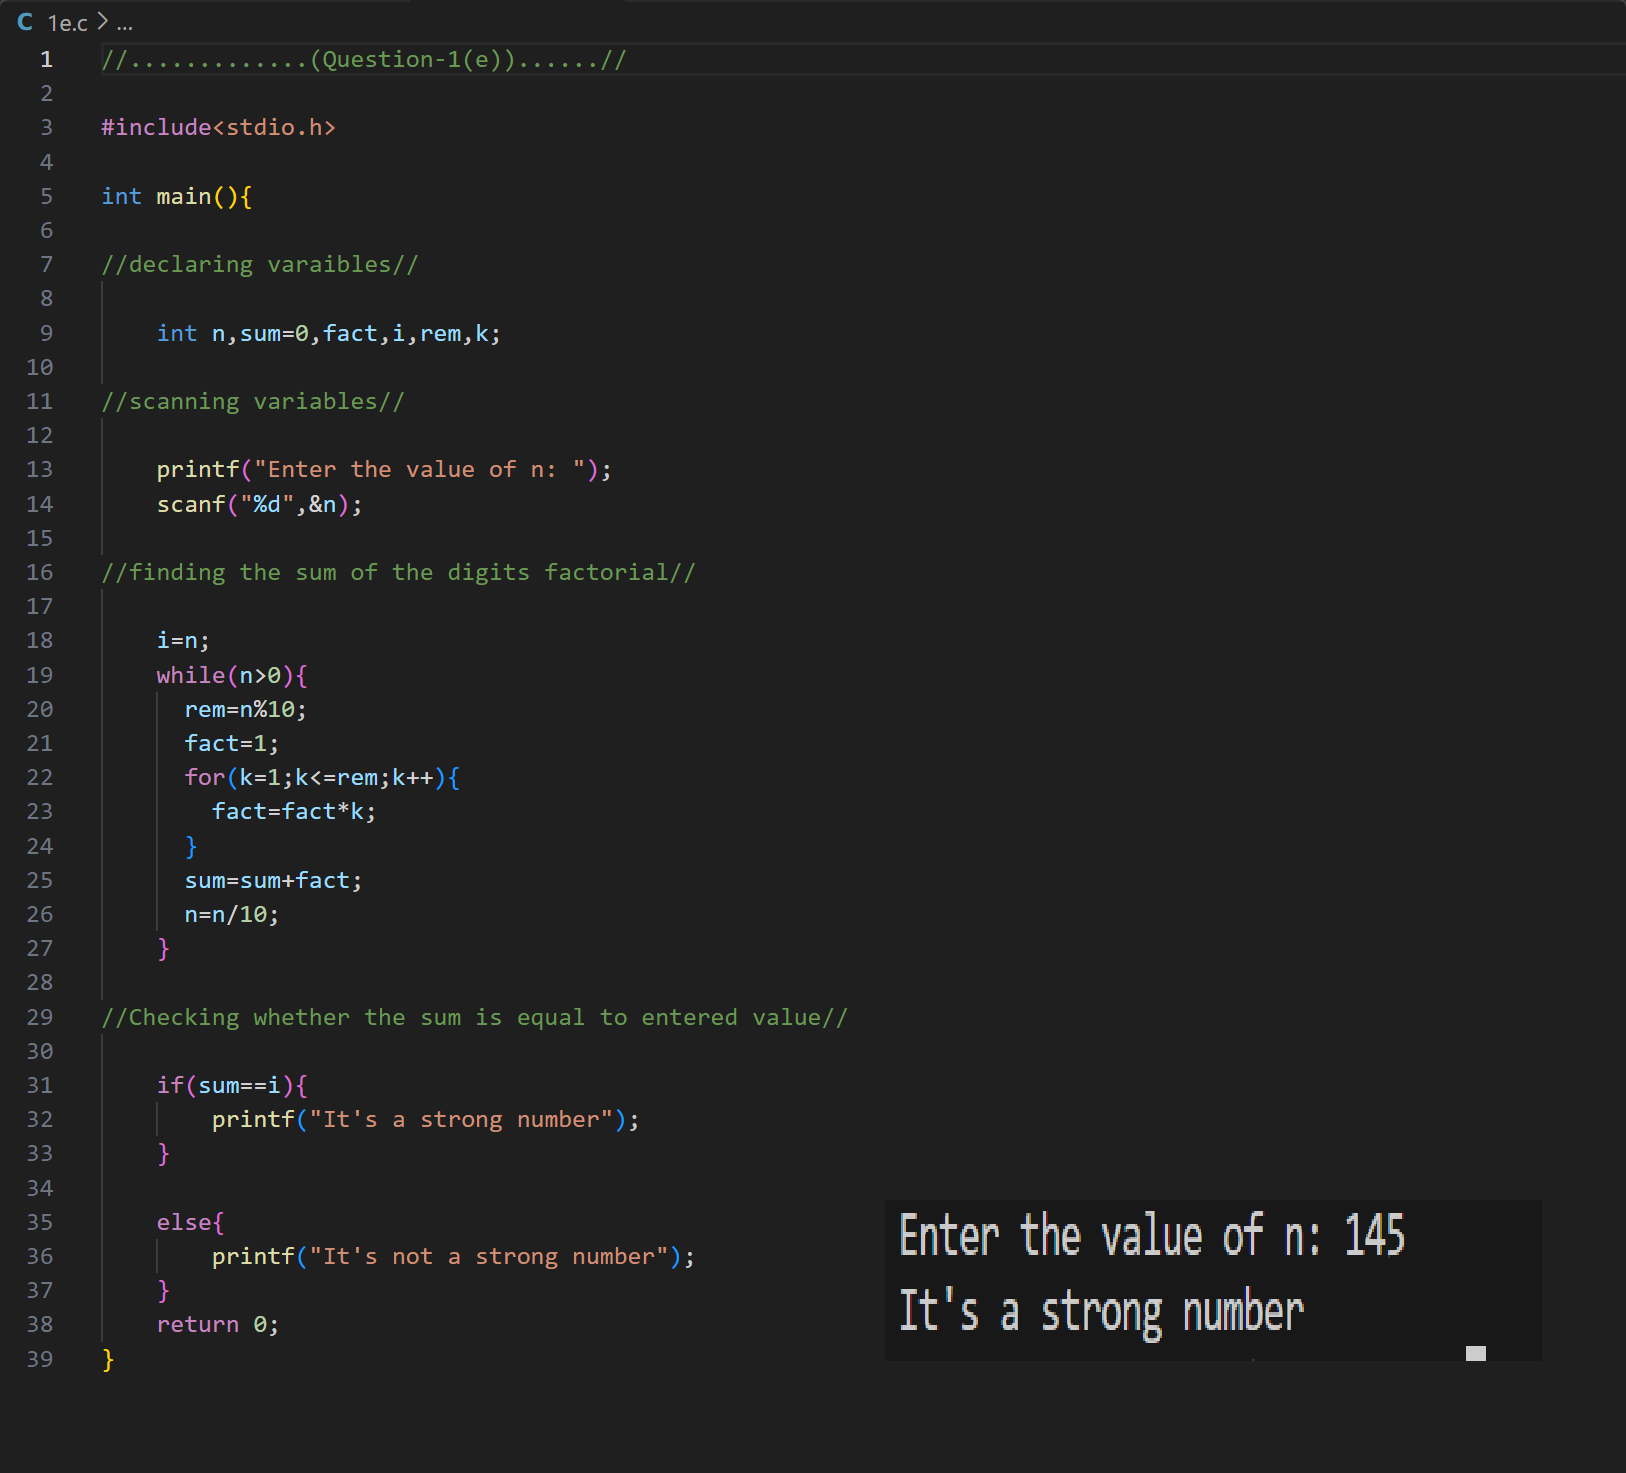 C 1e.c > ...
1 //.............(Question-1(e))......//
2
3 #include<stdio.h>
4
5 int main(){
6
7 //declaring varaibles//
8
9     int n,sum=0,fact,i,rem,k;
10
11 //scanning variables//
12
13     printf("Enter the value of n: ");
14     scanf("%d",&n);
15
16 //finding the sum of the digits factorial//
17
18     i=n;
19     while(n>0){
20       rem=n%10;
21       fact=1;
22       for(k=1;k<=rem;k++){
23         fact=fact*k;
24       }
25       sum=sum+fact;
26       n=n/10;
27     }
28
29 //Checking whether the sum is equal to entered value//
30
31     if(sum==i){
32         printf("It's a strong number");
33     }
34
35     else{
36         printf("It's not a strong number");
37     }
38     return 0;
39 }
Enter the value of n: 145
It's a strong number